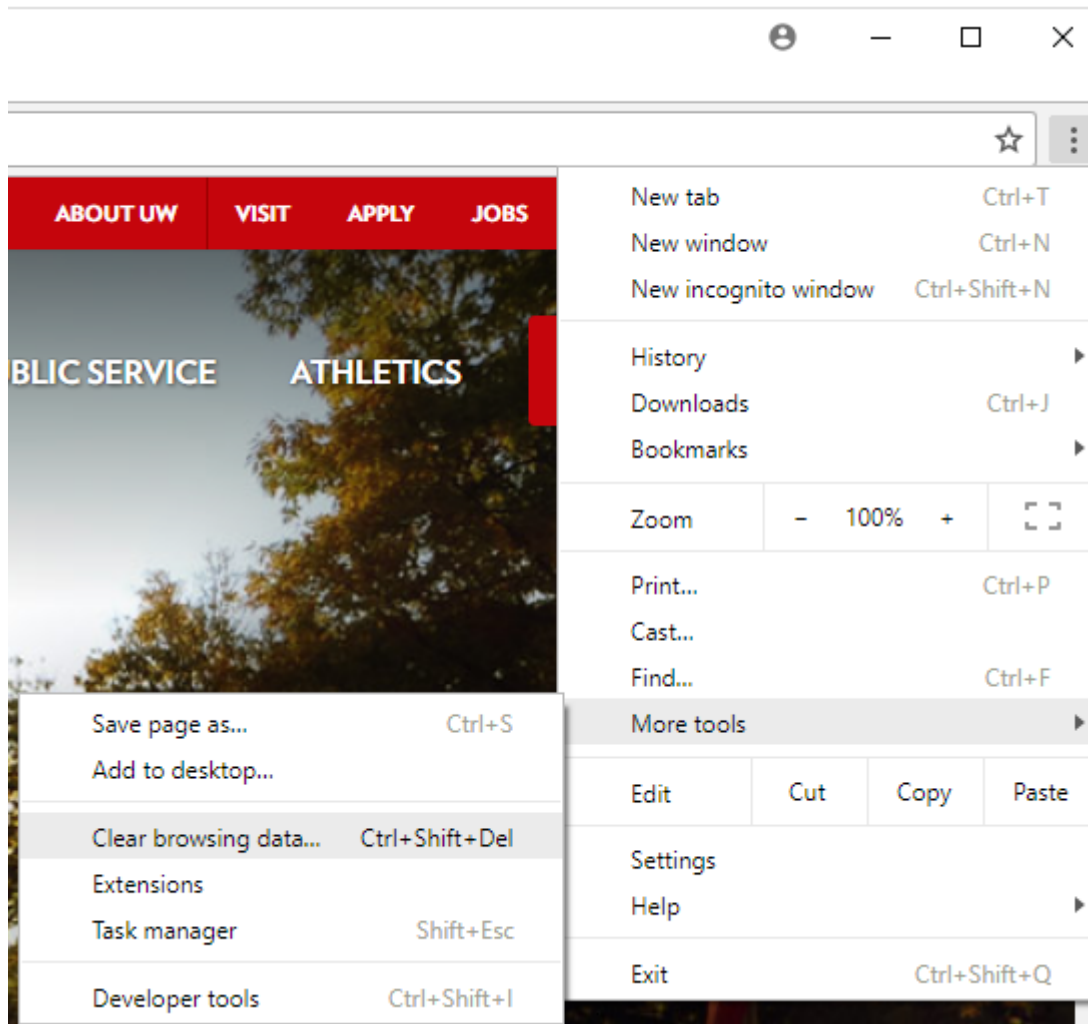 ABOUT UW VISIT APPLY JOBS
BLIC SERVICE ATHLETICS
New tab Ctrl+T
New window Ctrl+N
New incognito window Ctrl+Shift+N
History
Downloads Ctrl+J
Bookmarks
Zoom - 100% +
Print... Ctrl+P
Cast...
Find... Ctrl+F
More tools
Edit Cut Copy Paste
Settings
Help
Exit Ctrl+Shift+Q
Save page as... Ctrl+S
Add to desktop...
Clear browsing data... Ctrl+Shift+Del
Extensions
Task manager Shift+Esc
Developer tools Ctrl+Shift+I